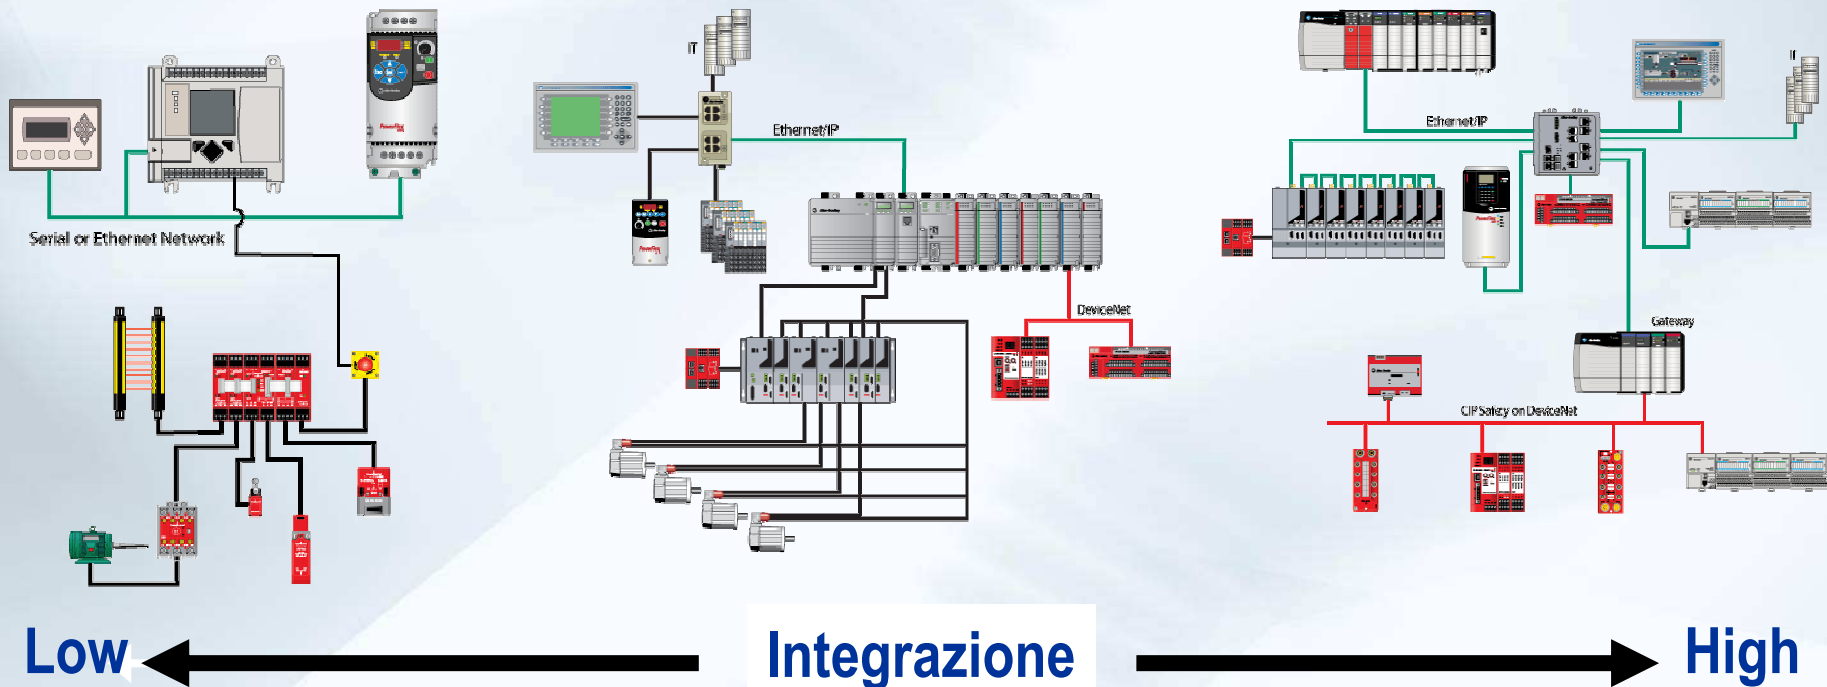 IT
IT
Ethernet/IP
Ethernet/IP
Serial or Ethernet Network
DeviceNet
Gateway
CIP Safety on DeviceNet
Low
Integrazione
High